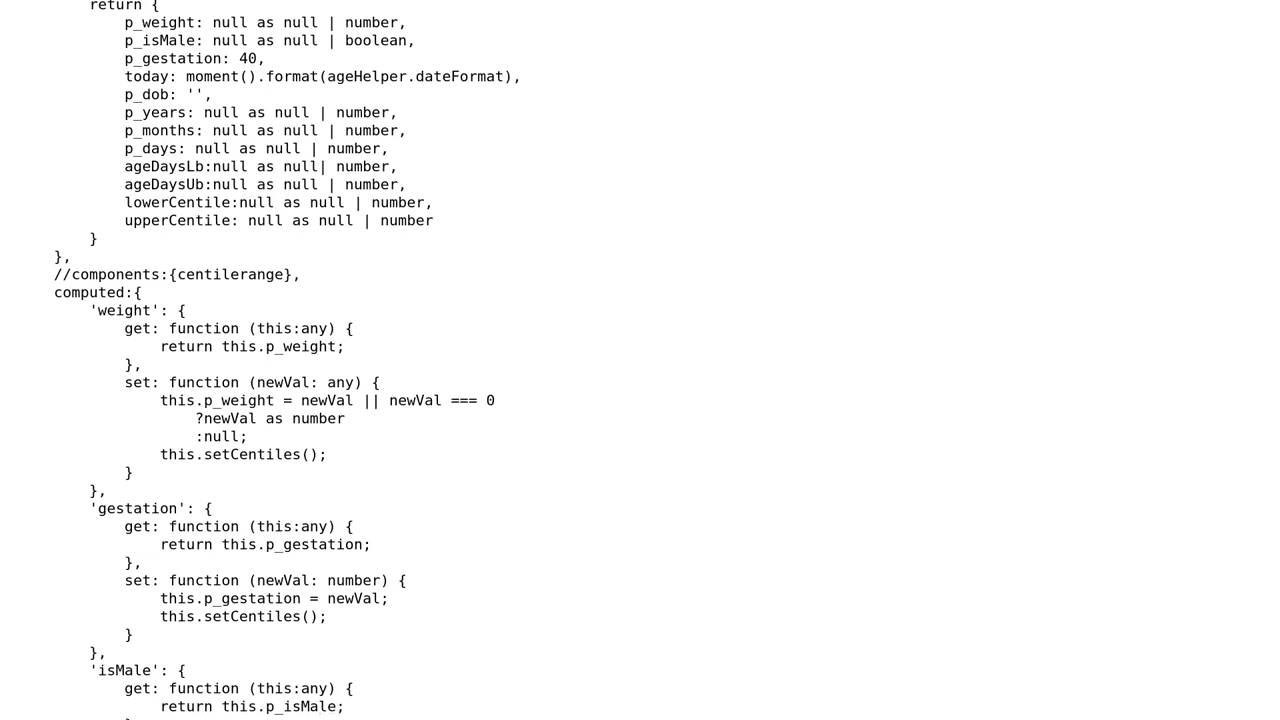 return {
p_weight: null as null | number,
p_isMale: null as null | boolean,
p_gestation: 40,
today: moment().format(ageHelper.dateFormat),
p_dob: '',
p_years: null as null | number,
p_months: null as null | number,
p_days: null as null | number,
ageDaysLb:null as null| number,
ageDaysUb:null as null | number,
lowerCentile:null as null | number,
upperCentile: null as null | number
}
},
//components:{centilerange},
computed:{
'weight': {
get: function (this:any) {
return this.p_weight;
},
set: function (newVal: any) {
this.p_weight = newVal || newVal === 0
?newVal as number
:null;
this.setCentiles();
}
},
'gestation': {
get: function (this:any) {
return this.p_gestation;
},
set: function (newVal: number) {
this.p_gestation = newVal;
this.setCentiles();
}
},
'isMale': {
get: function (this:any) {
return this.p_isMale;